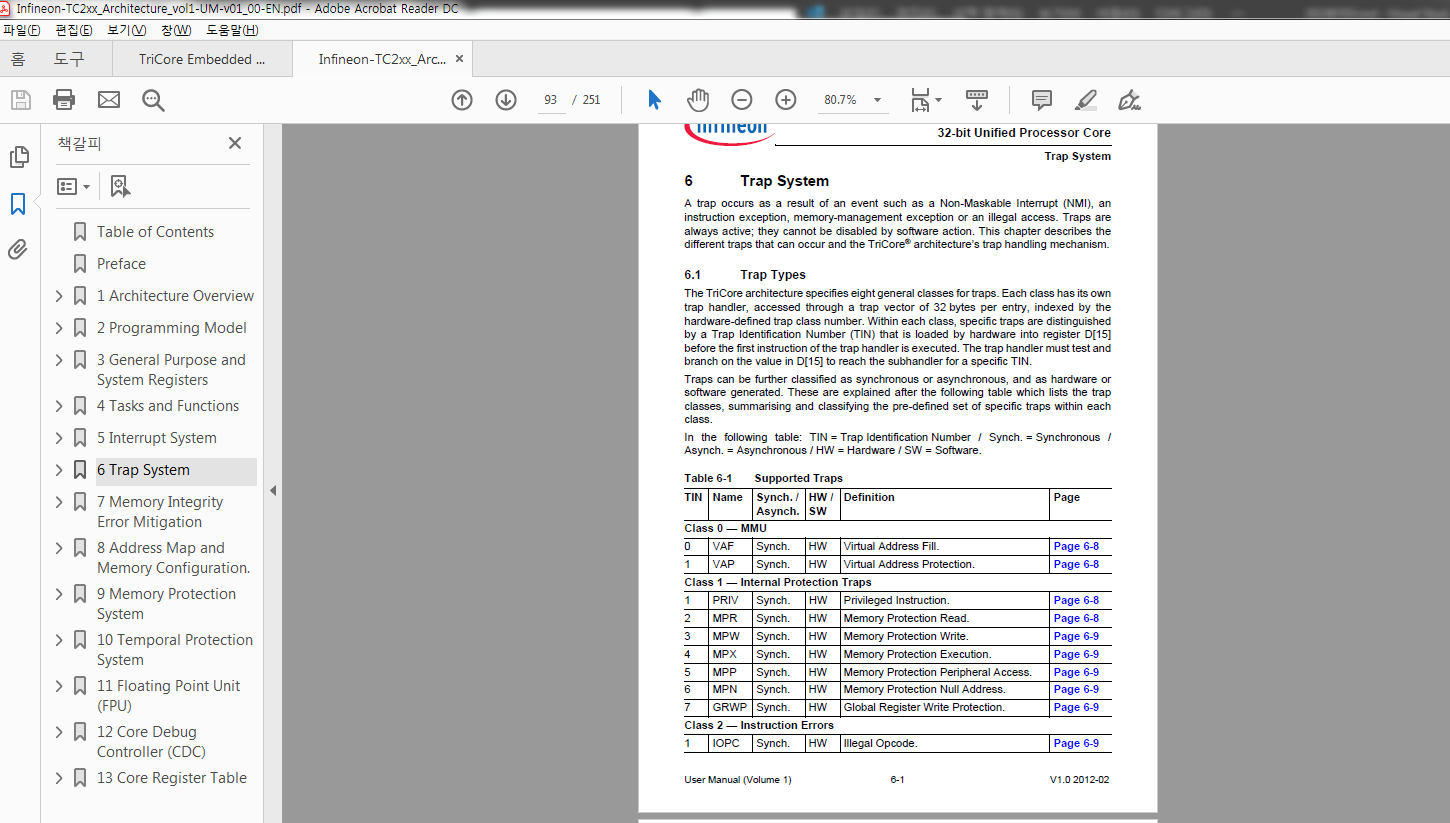 Infineon-TC2xx_Architecture_vol1-UM-v01_00-EN.pdf - Adobe Acrobat Reader DC
파일(F) 편집(E) 보기(V) 창(W) 도움말(H)
홈 도구 TriCore Embedded ... Infineon-TC2xx_Arc... ×
93 / 251 80.7%
책갈피
Table of Contents
Preface
1 Architecture Overview
2 Programming Model
3 General Purpose and
System Registers
4 Tasks and Functions
5 Interrupt System
6 Trap System
7 Memory Integrity
Error Mitigation
8 Address Map and
Memory Configuration.
9 Memory Protection
System
10 Temporal Protection
System
11 Floating Point Unit
(FPU)
12 Core Debug
Controller (CDC)
13 Core Register Table
Infineon
32-bit Unified Processor Core
Trap System
6 Trap System
A trap occurs as a result of an event such as a Non-Maskable Interrupt (NMI), an
instruction exception, memory-management exception or an illegal access. Traps are
always active; they cannot be disabled by software action. This chapter describes the
different traps that can occur and the TriCore® architecture's trap handling mechanism.
6.1 Trap Types
The TriCore architecture specifies eight general classes for traps. Each class has its own
trap handler, accessed through a trap vector of 32 bytes per entry, indexed by the
hardware-defined trap class number. Within each class, specific traps are distinguished
by a Trap Identification Number (TIN) that is loaded by hardware into register D[15]
before the first instruction of the trap handler is executed. The trap handler must test and
branch on the value in D[15] to reach the subhandler for a specific TIN.
Traps can be further classified as synchronous or asynchronous, and as hardware or
software generated. These are explained after the following table which lists the trap
classes, summarising and classifying the pre-defined set of specific traps within each
class.
In the following table: TIN = Trap Identification Number / Synch. = Synchronous /
Asynch. = Asynchronous / HW = Hardware / SW = Software.
Table 6-1 Supported Traps
TIN Name Synch. / HW / Definition Page
Asynch. SW
Class 0 — MMU
0 VAF Synch. HW Virtual Address Fill. Page 6-8
1 VAP Synch. HW Virtual Address Protection. Page 6-8
Class 1 — Internal Protection Traps
1 PRIV Synch. HW Privileged Instruction. Page 6-8
2 MPR Synch. HW Memory Protection Read. Page 6-8
3 MPW Synch. HW Memory Protection Write. Page 6-9
4 MPX Synch. HW Memory Protection Execution. Page 6-9
5 MPP Synch. HW Memory Protection Peripheral Access. Page 6-9
6 MPN Synch. HW Memory Protection Null Address. Page 6-9
7 GRWP Synch. HW Global Register Write Protection. Page 6-9
Class 2 — Instruction Errors
1 IOPC Synch. HW Illegal Opcode. Page 6-9
User Manual (Volume 1) 6-1 V1.0 2012-02